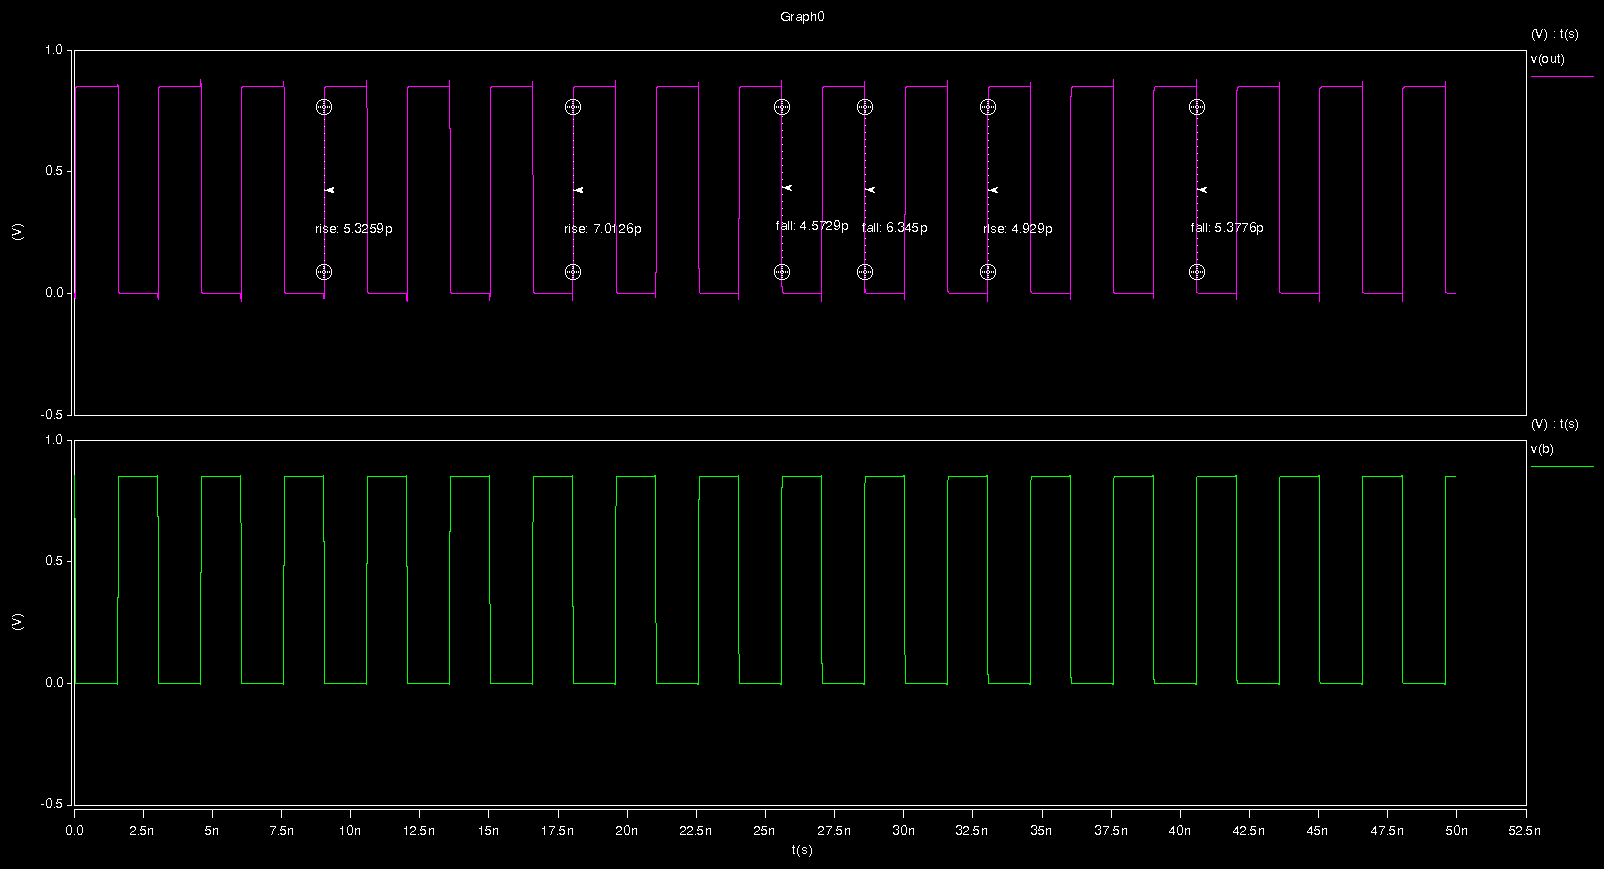 Graph0
(V) : t(s)
v(out)
1.0
0.5
0.0
-0.5
(V)
rise: 5.3259p
rise: 7.0126p
fall: 4.5729p
fall: 6.345p
rise: 4.929p
fall: 5.3776p
(V) : t(s)
v(b)
1.0
0.5
0.0
-0.5
(V)
0.0 2.5n 5n 7.5n 10n 12.5n 15n 17.5n 20n 22.5n 25n 27.5n 30n 32.5n 35n 37.5n 40n 42.5n 45n 47.5n 50n 52.5n
t(s)